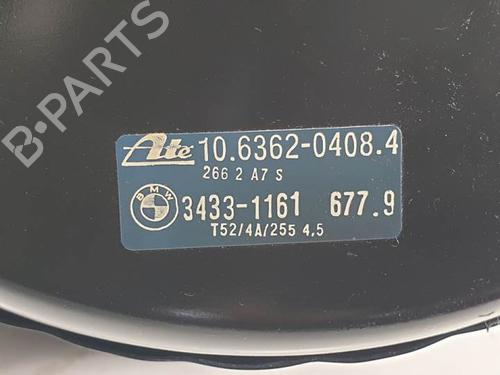 B-PARTS
Ate 10.6362-0408.4
266 2 A7 S
BMW 3433-1161 677.9
T52/4A/255 4,5